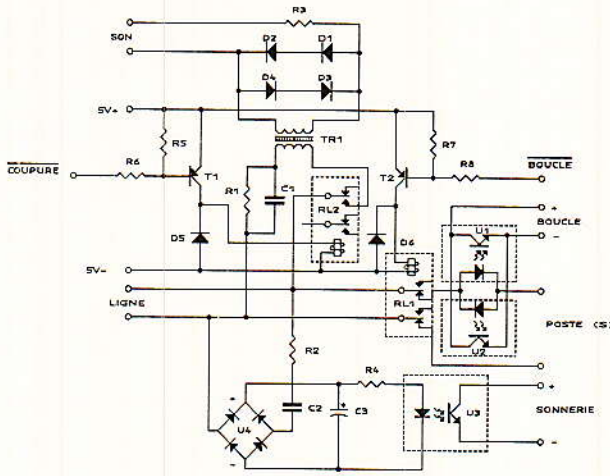 R3
SON
D2 D1
D4 D3
5V+
TR1
R5
R7
R6
T1
T2
R8
COUPURE
BOUCLE
R1
C1
RL2
+
BOUCLE
U1
-
D5
D6
5V-
RL1
LIGNE
POSTE (S)
U2
R2
R4
+
C2
+
C3
U4
U3
SONNERIE
-